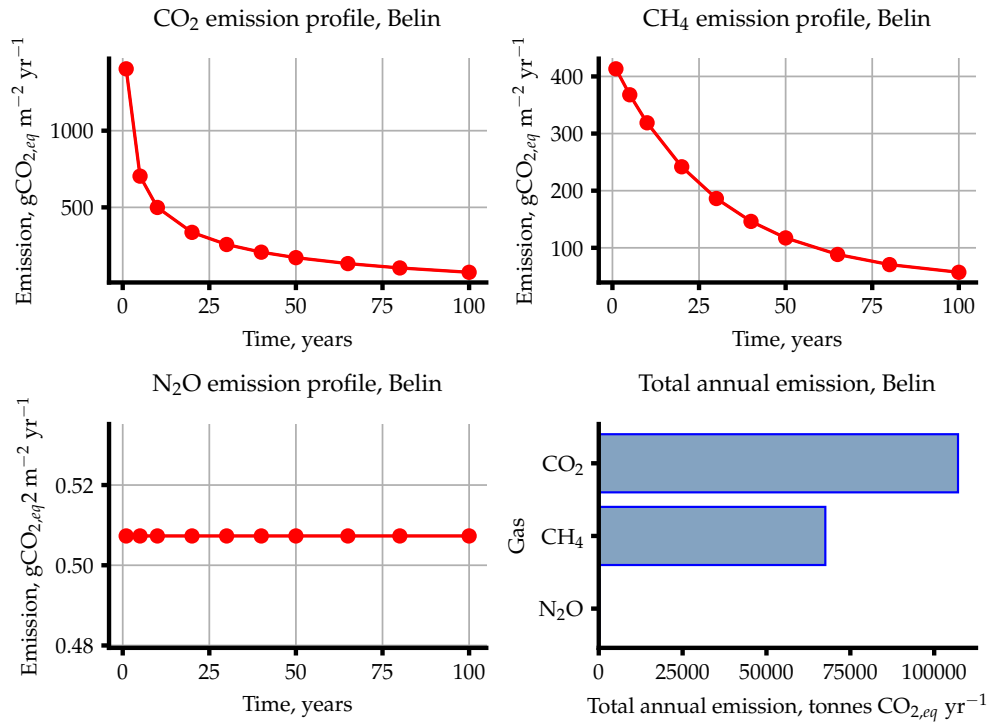 CO₂ emission profile, Belin
Emission, gCO₂,eq m⁻² yr⁻¹
1000
500
0 25 50 75 100
Time, years
CH₄ emission profile, Belin
Emission, gCO₂,eq m⁻² yr⁻¹
400
300
200
100
0 25 50 75 100
Time, years
N₂O emission profile, Belin
Emission, gCO₂,eq2 m⁻² yr⁻¹
0.52
0.50
0.48
0 25 50 75 100
Time, years
Total annual emission, Belin
Gas
CO₂
CH₄
N₂O
0 25000 50000 75000 100000
Total annual emission, tonnes CO₂,eq yr⁻¹